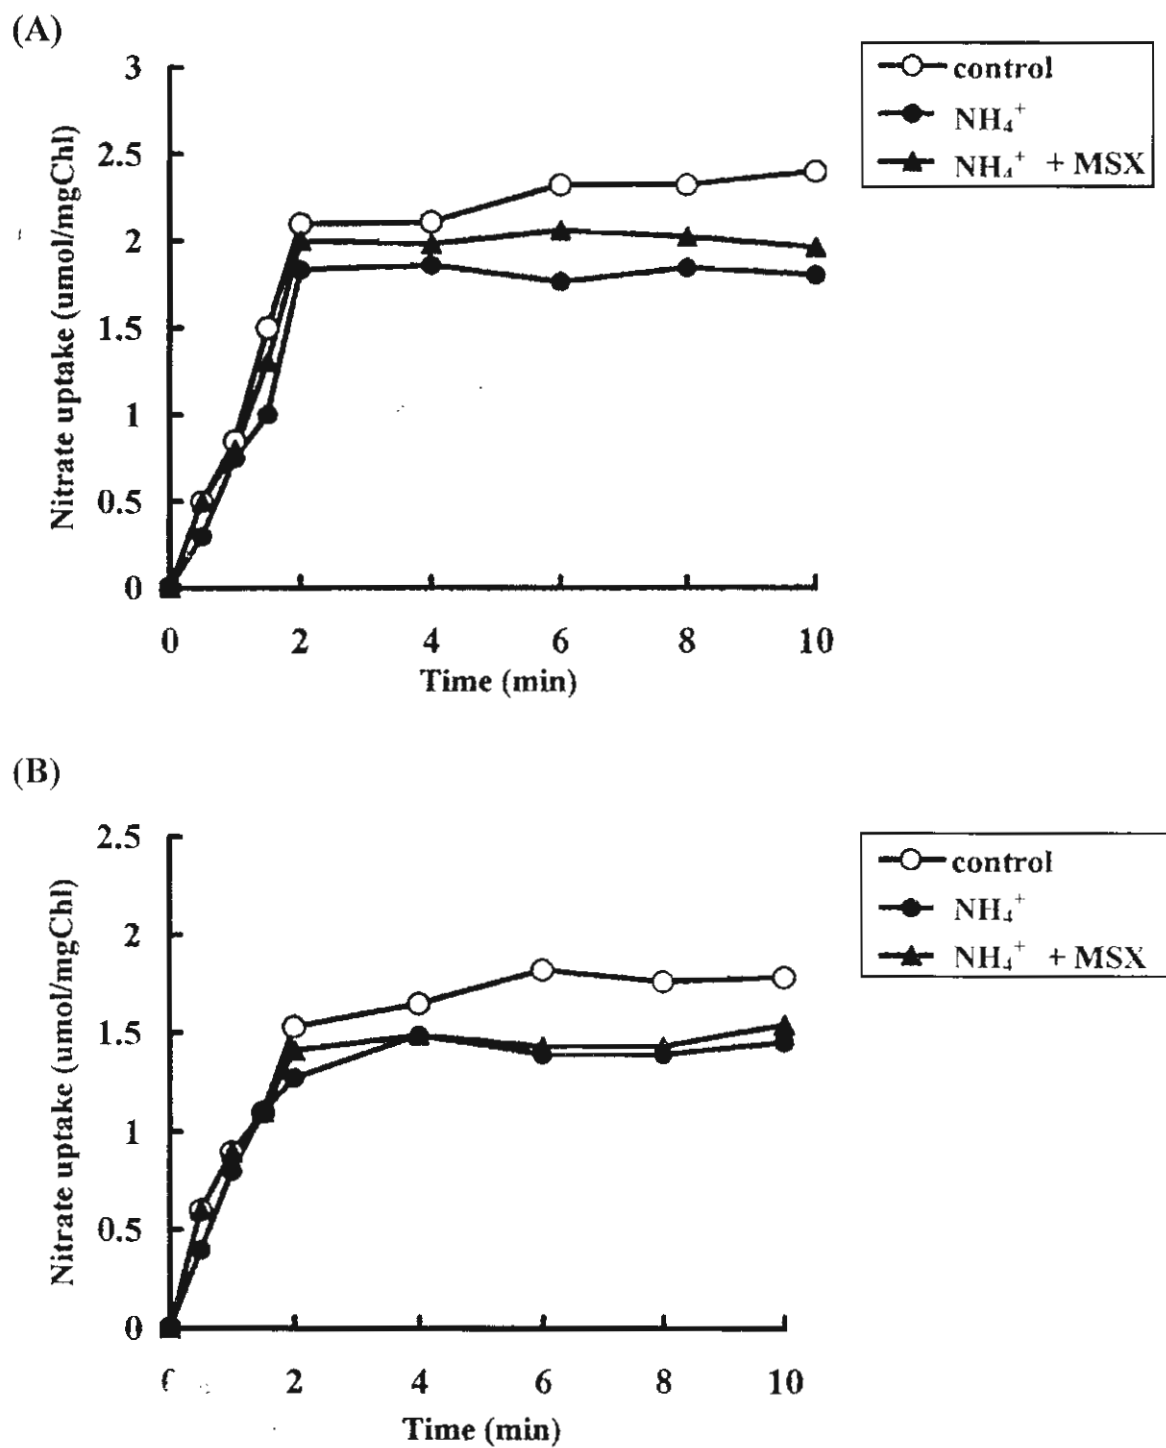 (A)
control
NH₄⁺
NH₄⁺ + MSX
Nitrate uptake (umol/mgChl)
3
2.5
2
1.5
1
0.5
0
0 2 4 6 8 10
Time (min)
(B)
control
NH₄⁺
NH₄⁺ + MSX
Nitrate uptake (umol/mgChl)
2.5
2
1.5
1
0.5
0
0 2 4 6 8 10
Time (min)